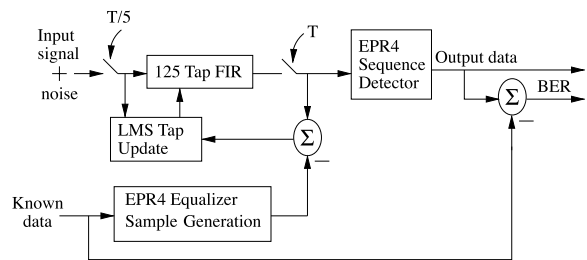 T/5
Input
signal
+
noise
125 Tap FIR
T
EPR4
Sequence
Detector
Output data
Σ
BER
−
LMS Tap
Update
Σ
−
Known
data
EPR4 Equalizer
Sample Generation